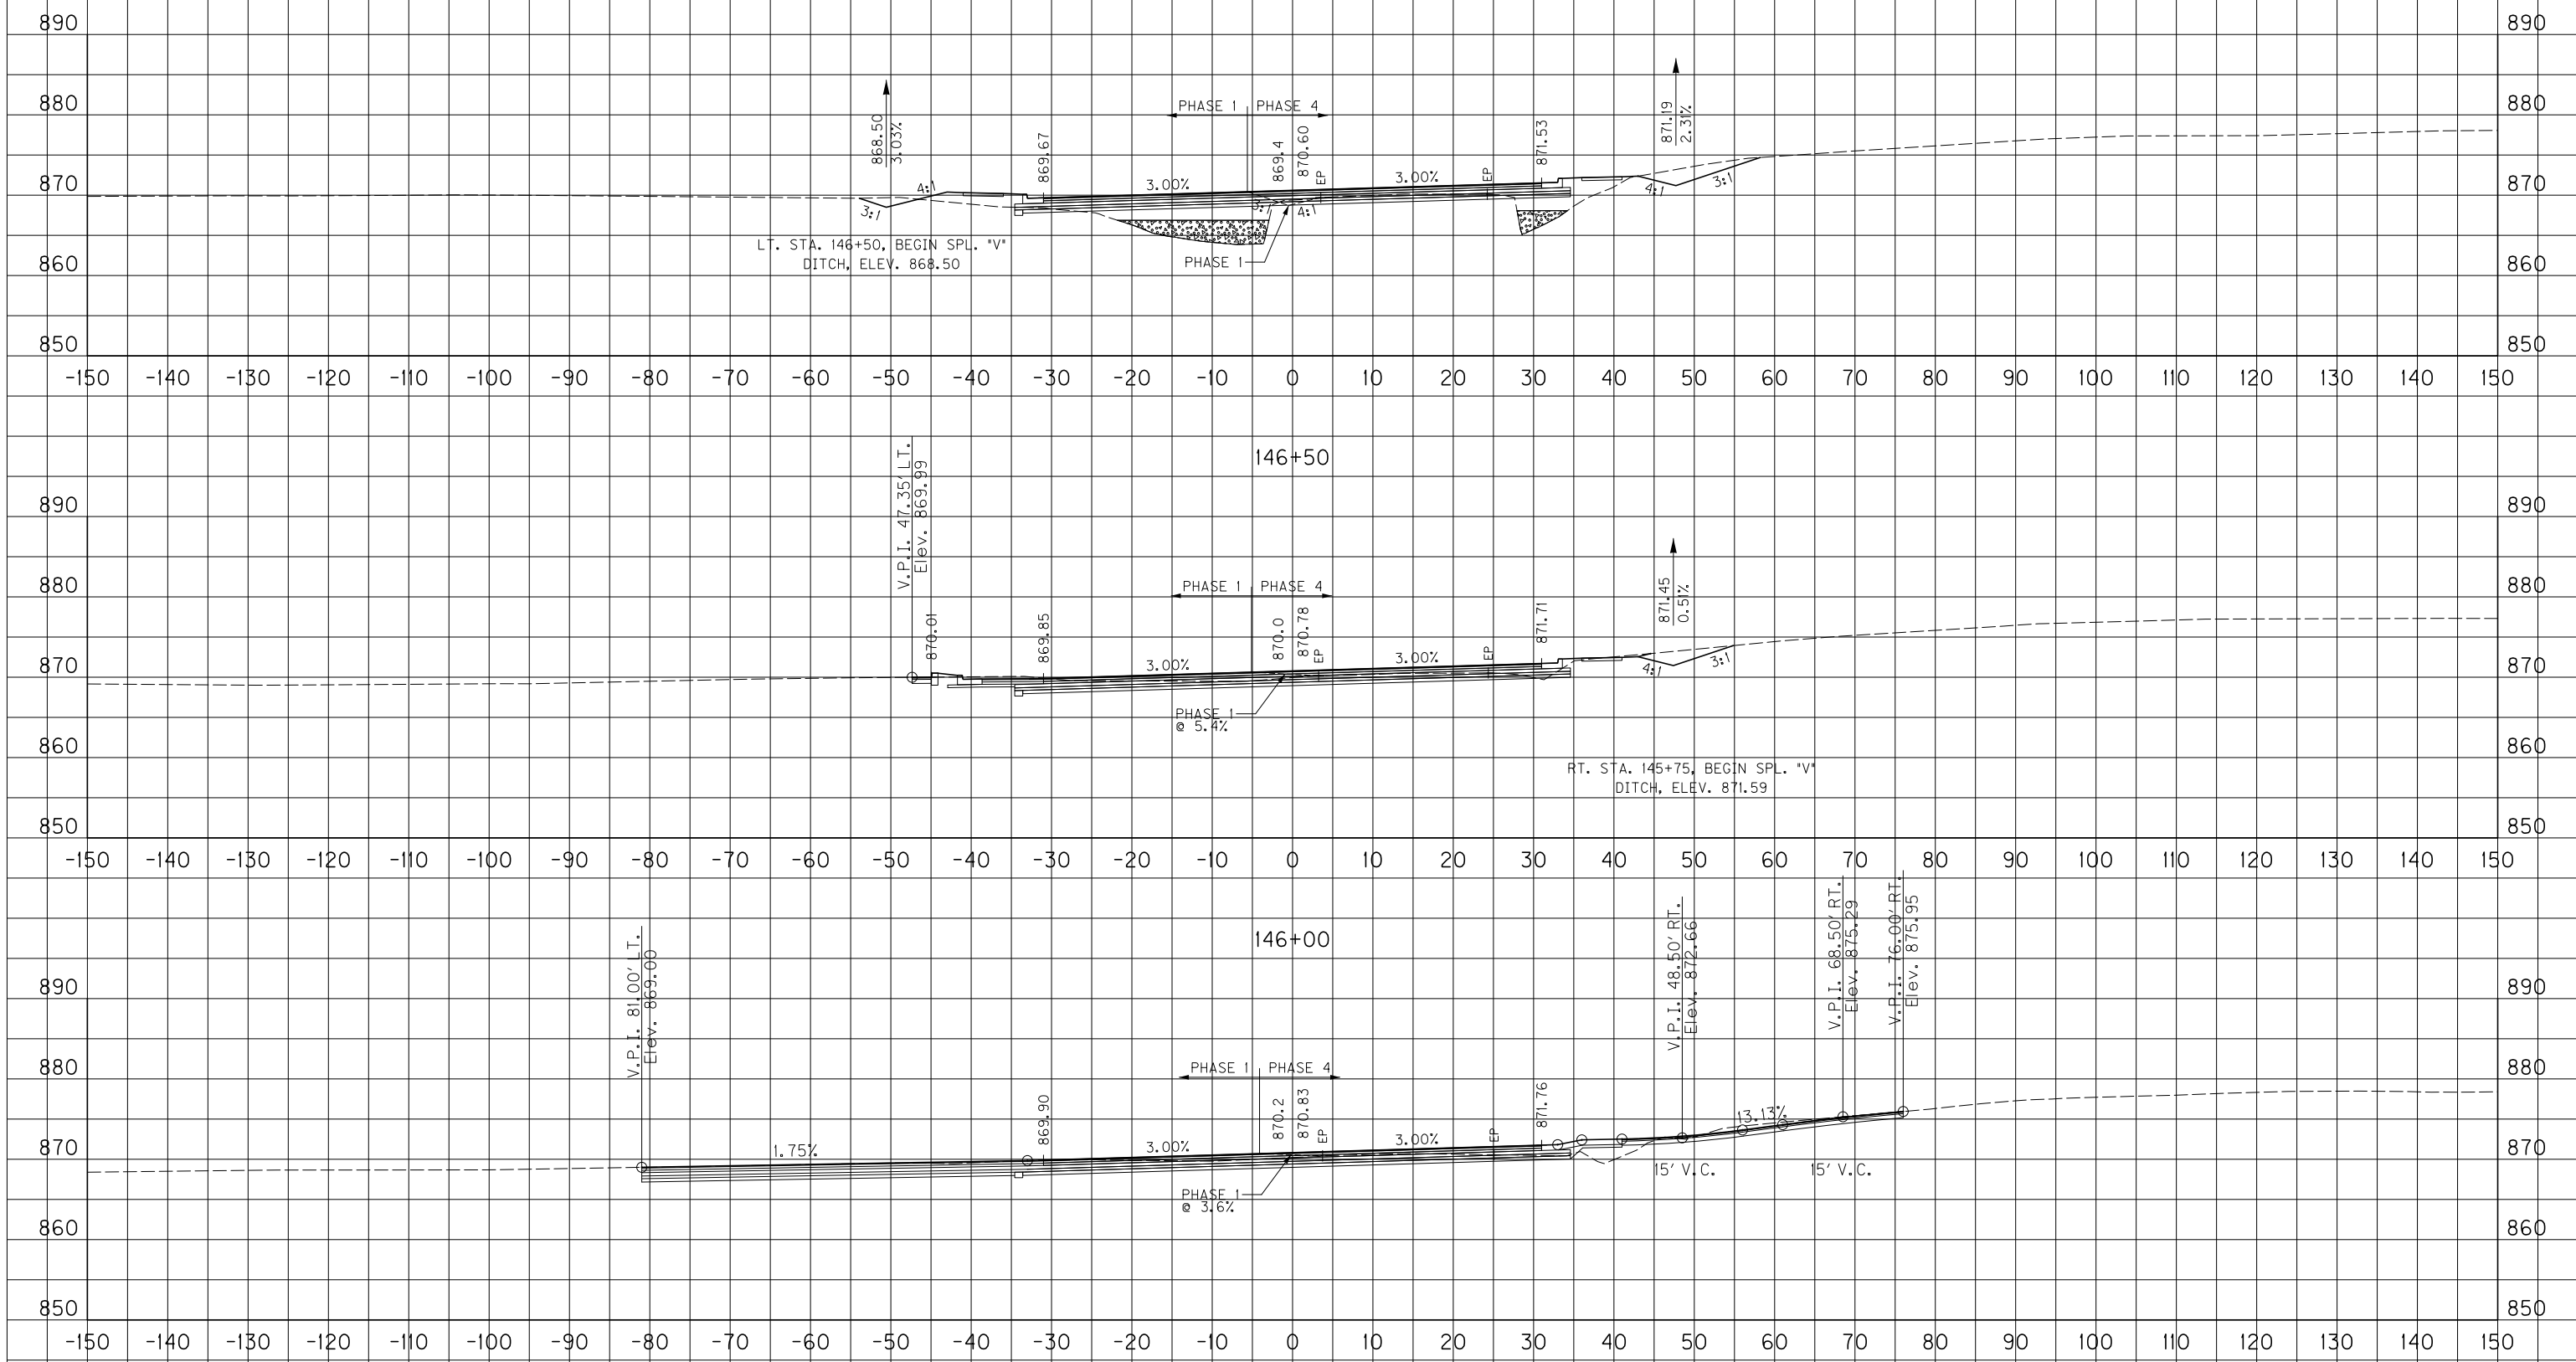 890 890
880 880
870 870
860 860
850 850
868.50
3.03%
869.67
PHASE 1 PHASE 4
869.4
870.60
EP
EP
871.53
871.19
2.31%
3:1
4:1
3.00%
3.00%
3:1
4:1
4:1
3:1
LT. STA. 146+50, BEGIN SPL. "V"
DITCH, ELEV. 868.50
PHASE 1
-150 -140 -130 -120 -110 -100 -90 -80 -70 -60 -50 -40 -30 -20 -10 0 10 20 30 40 50 60 70 80 90 100 110 120 130 140 150
146+50
890 890
880 880
870 870
860 860
850 850
V.P.I. 47.35' LT.
Elev. 869.99
870.01
869.85
PHASE 1 PHASE 4
870.0
870.78
EP
EP
871.71
871.45
0.51%
3.00%
3.00%
4:1
3:1
PHASE 1
@ 5.4%
RT. STA. 145+75, BEGIN SPL. "V"
DITCH, ELEV. 871.59
-150 -140 -130 -120 -110 -100 -90 -80 -70 -60 -50 -40 -30 -20 -10 0 10 20 30 40 50 60 70 80 90 100 110 120 130 140 150
146+00
890 890
880 880
870 870
860 860
850 850
V.P.I. 81.00' LT.
Elev. 869.00
V.P.I. 48.50' RT.
Elev. 872.66
V.P.I. 68.50' RT.
Elev. 875.29
V.P.I. 76.00' RT.
Elev. 875.95
PHASE 1 PHASE 4
869.90
870.2
870.83
EP
EP
871.76
1.75%
3.00%
3.00%
13.13%
15' V.C.
15' V.C.
PHASE 1
@ 3.6%
-150 -140 -130 -120 -110 -100 -90 -80 -70 -60 -50 -40 -30 -20 -10 0 10 20 30 40 50 60 70 80 90 100 110 120 130 140 150